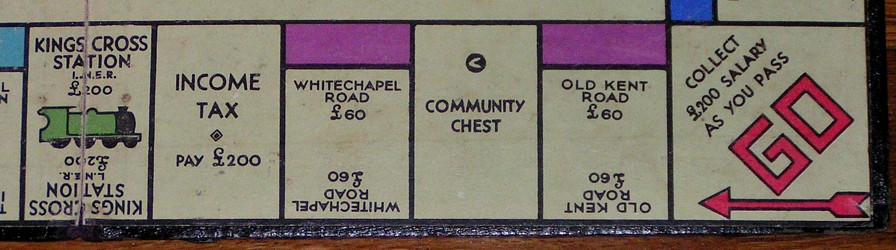 KINGS CROSS
STATION
L.N.E.R.
£200
£200
L.N.E.R.
STATION
KINGS CROSS
INCOME
TAX
PAY £200
WHITECHAPEL
ROAD
£60
£60
ROAD
WHITECHAPEL
COMMUNITY
CHEST
OLD KENT
ROAD
£60
£60
ROAD
OLD KENT
COLLECT
£200 SALARY
AS YOU PASS
GO